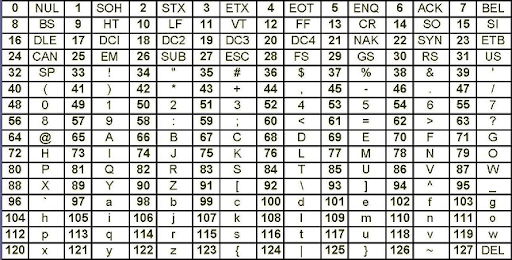 0 NUL 1 SOH 2 STX 3 ETX 4 EOT 5 ENQ 6 ACK 7 BEL
8 BS 9 HT 10 LF 11 VT 12 FF 13 CR 14 SO 15 SI
16 DLE 17 DCI 18 DC2 19 DC3 20 DC4 21 NAK 22 SYN 23 ETB
24 CAN 25 EM 26 SUB 27 ESC 28 FS 29 GS 30 RS 31 US
32 SP 33 ! 34 " 35 # 36 $ 37 % 38 & 39 '
40 ( 41 ) 42 * 43 + 44 , 45 - 46 . 47 /
48 0 49 1 50 2 51 3 52 4 53 5 54 6 55 7
56 8 57 9 58 : 59 ; 60 < 61 = 62 > 63 ?
64 @ 65 A 66 B 67 C 68 D 69 E 70 F 71 G
72 H 73 I 74 J 75 K 76 L 77 M 78 N 79 O
80 P 81 Q 82 R 83 S 84 T 85 U 86 V 87 W
88 X 89 Y 90 Z 91 [ 92 \ 93 ] 94 ^ 95 _
96 ` 97 a 98 b 99 c 100 d 101 e 102 f 103 g
104 h 105 i 106 j 107 k 108 l 109 m 110 n 111 o
112 p 113 q 114 r 115 s 116 t 117 u 118 v 119 w
120 x 121 y 122 z 123 { 124 | 125 } 126 ~ 127 DEL